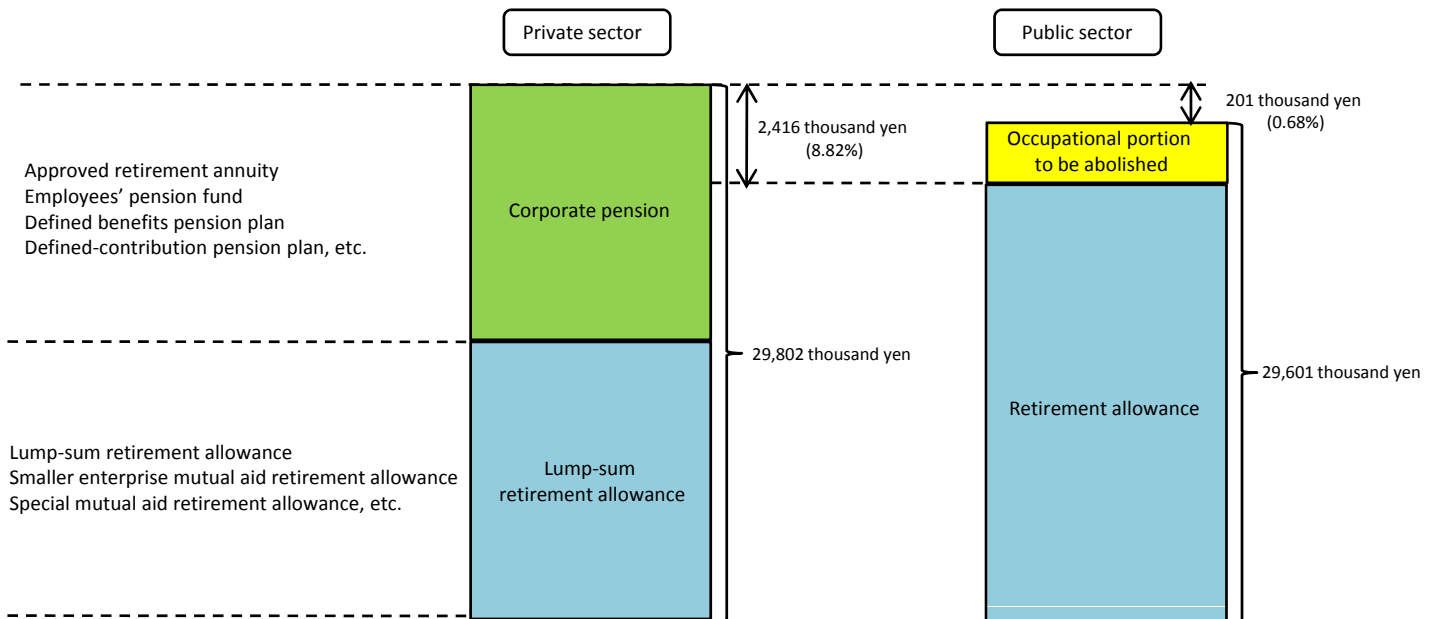 Private sector
Public sector
201 thousand yen
(0.68%)
2,416 thousand yen
(8.82%)
Occupational portion
to be abolished
Approved retirement annuity
Employees’ pension fund
Defined benefits pension plan
Defined-contribution pension plan, etc.
Corporate pension
29,802 thousand yen
29,601 thousand yen
Retirement allowance
Lump-sum retirement allowance
Smaller enterprise mutual aid retirement allowance
Special mutual aid retirement allowance, etc.
Lump-sum
retirement allowance